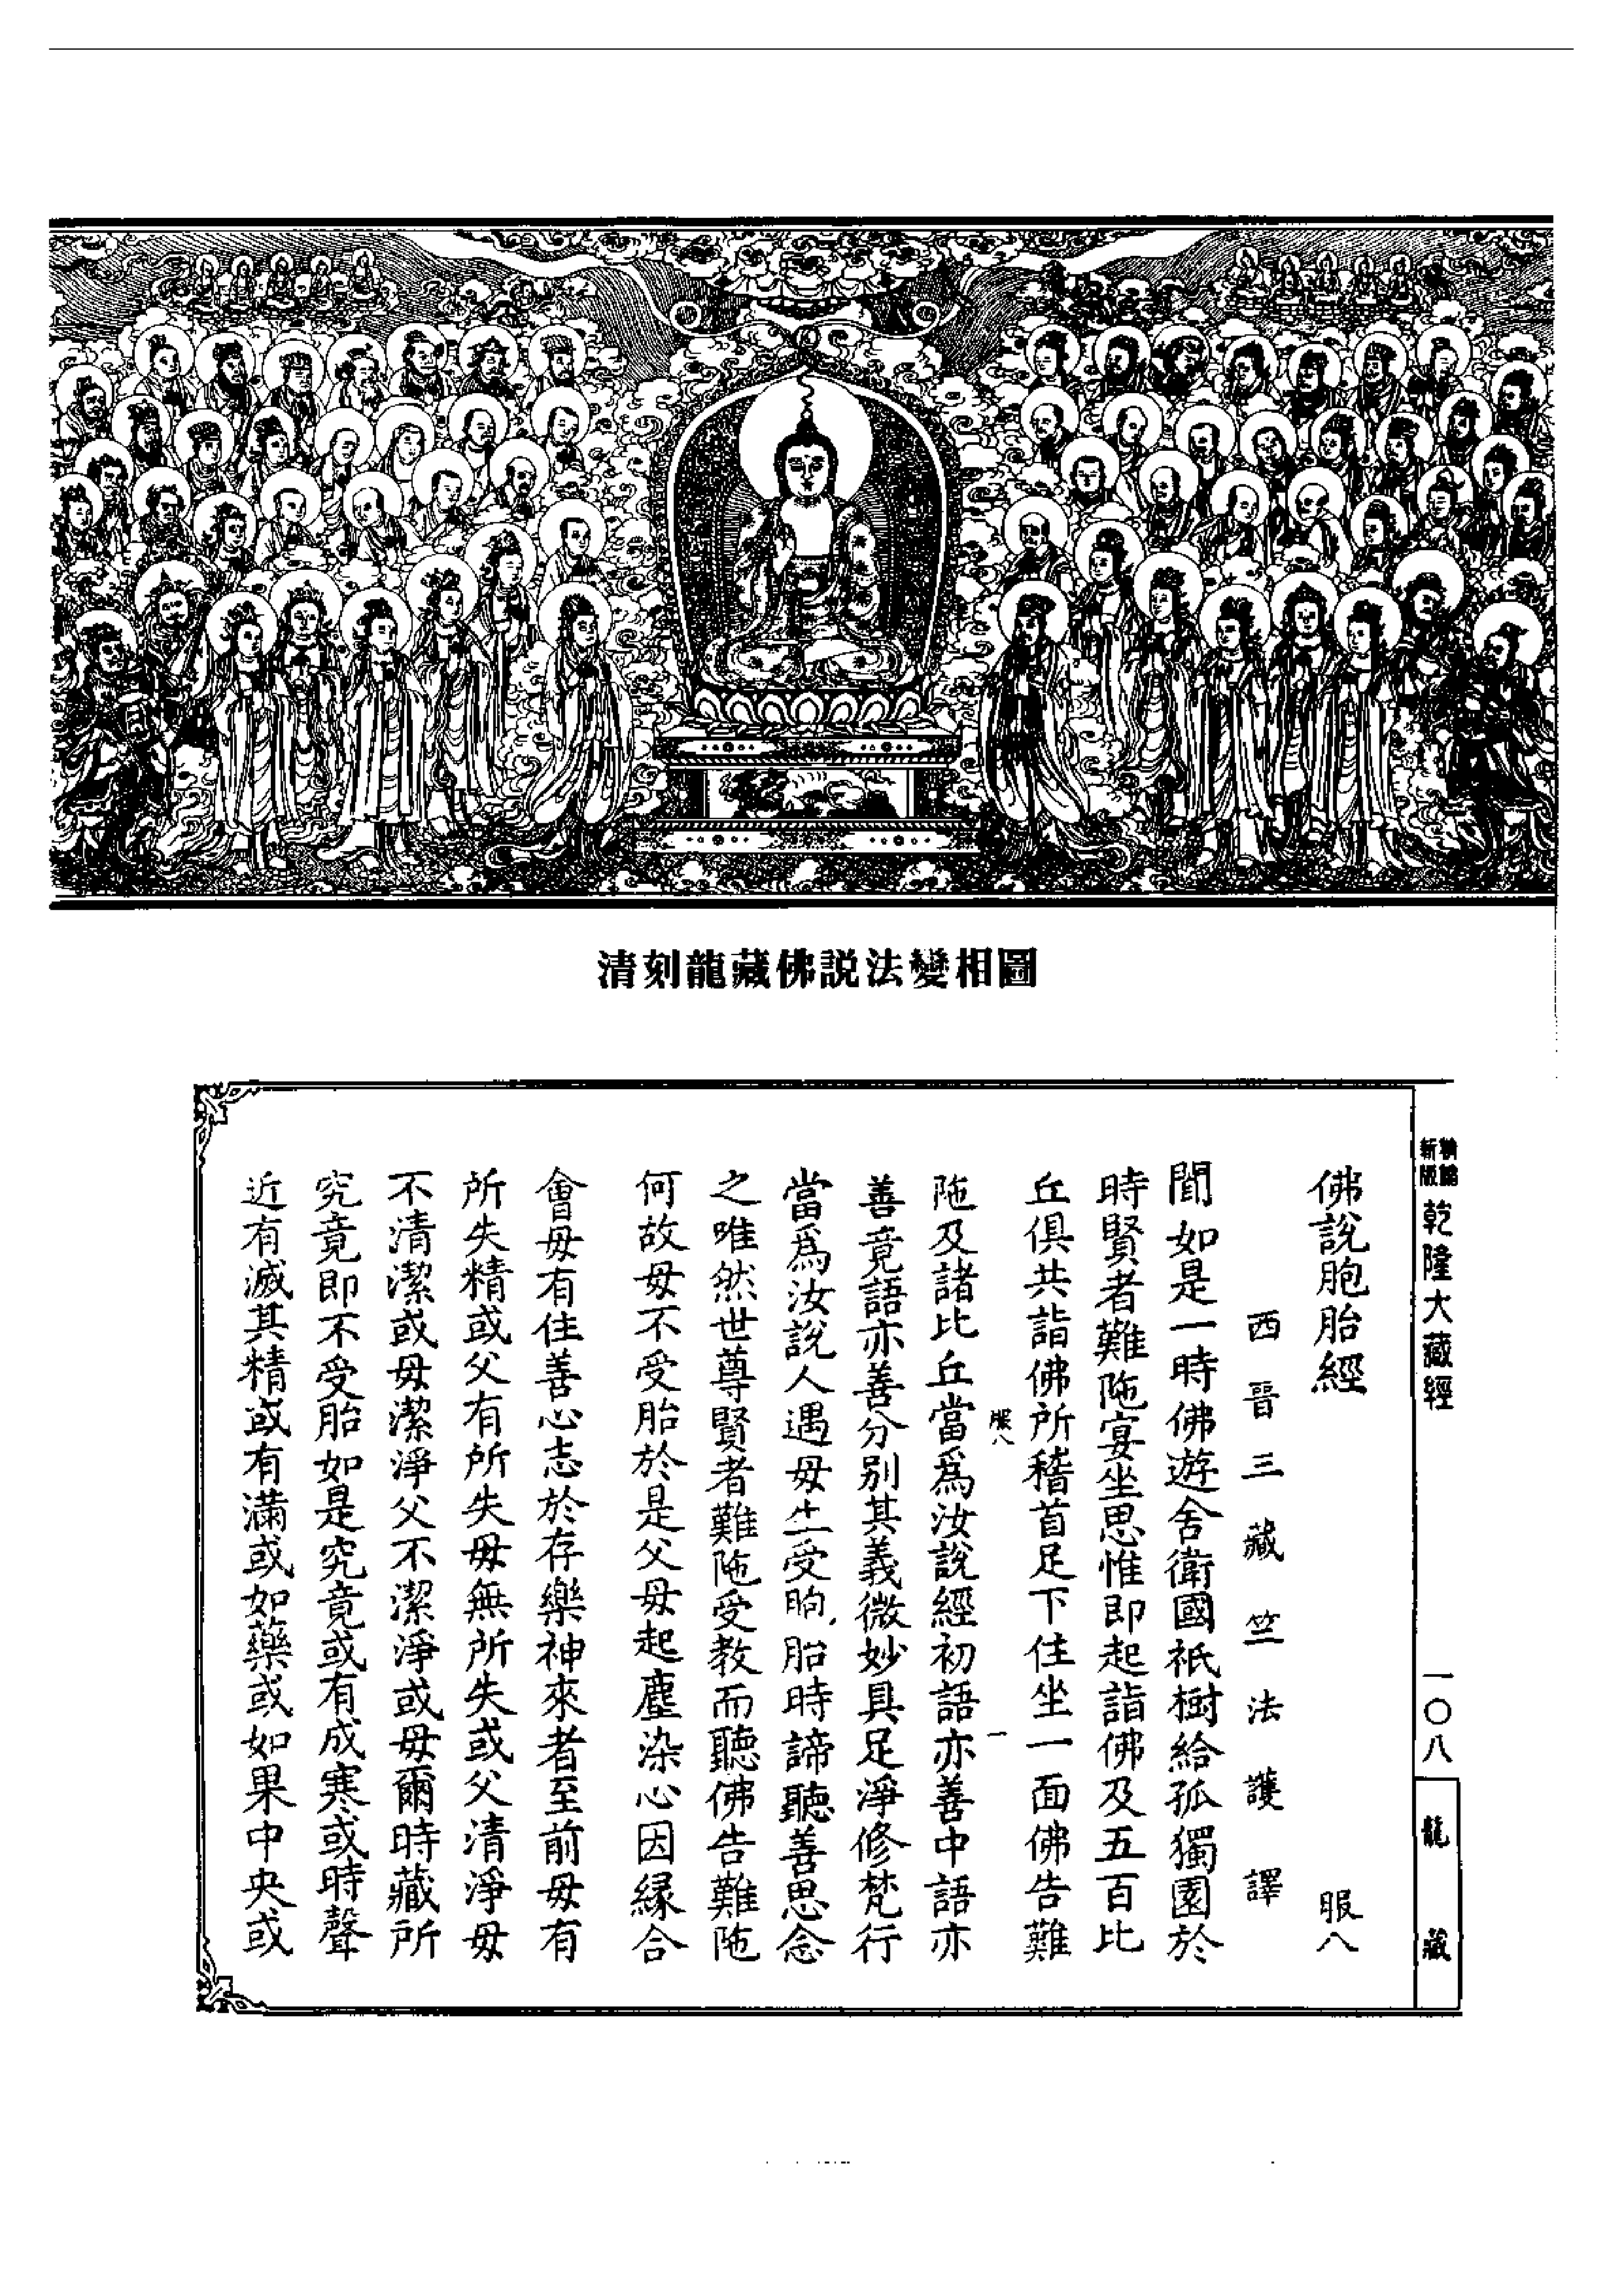 清刻龍藏佛説法變相圖
乾隆大藏經 一〇八 龍藏
佛說胞胎經 服八
西晉三藏竺法護譯
聞如是一時佛遊舍衛國祇樹給孤獨園於
時賢者難陁宴坐思惟即起詣佛及五百比
丘俱共詣佛所稽首足下住坐一面佛告難
服八 一
陁及諸比丘當爲汝說經初語亦善中語亦
善竟語亦善分別其義微妙具足淨修梵行
當爲汝說人遇母生受胞胎時諦聽善思念
之唯然世尊賢者難陁受教而聽佛告難陁
何故母不受胎於是父母起塵染心因緣合
會母有佳善心志於存樂神來者至前母有
所失精或父有所失母無所失或父清淨母
不清潔或母潔淨父不潔淨或母爾時藏所
究竟即不受胎如是究竟或有成寒或時聲
近有滅其精或有滿或如藥或如果中央或